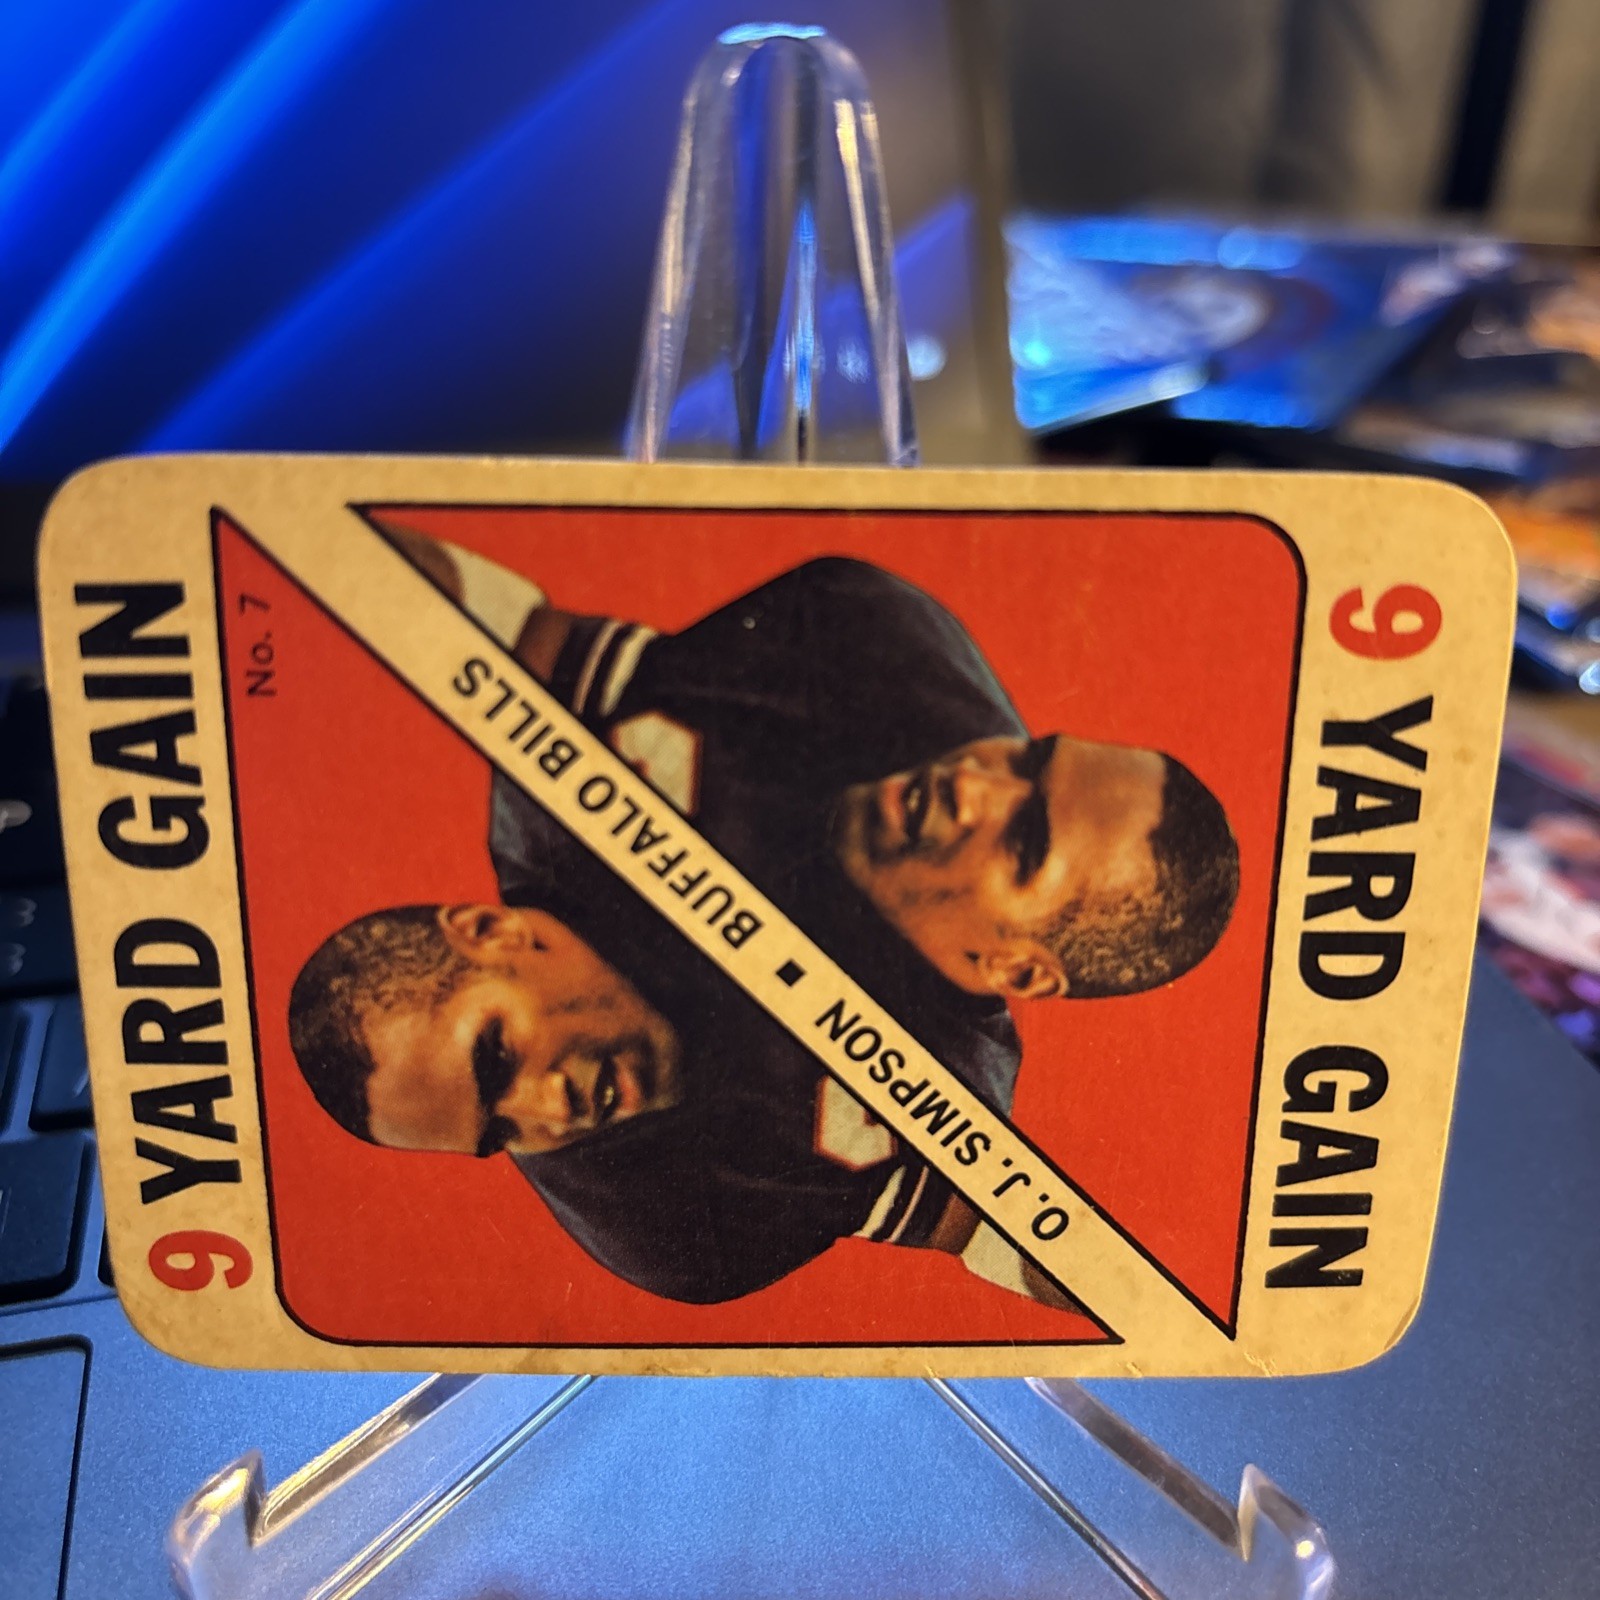 9 YARD GAIN
No. 7
O. J. SIMPSON ■ BUFFALO BILLS
9 YARD GAIN